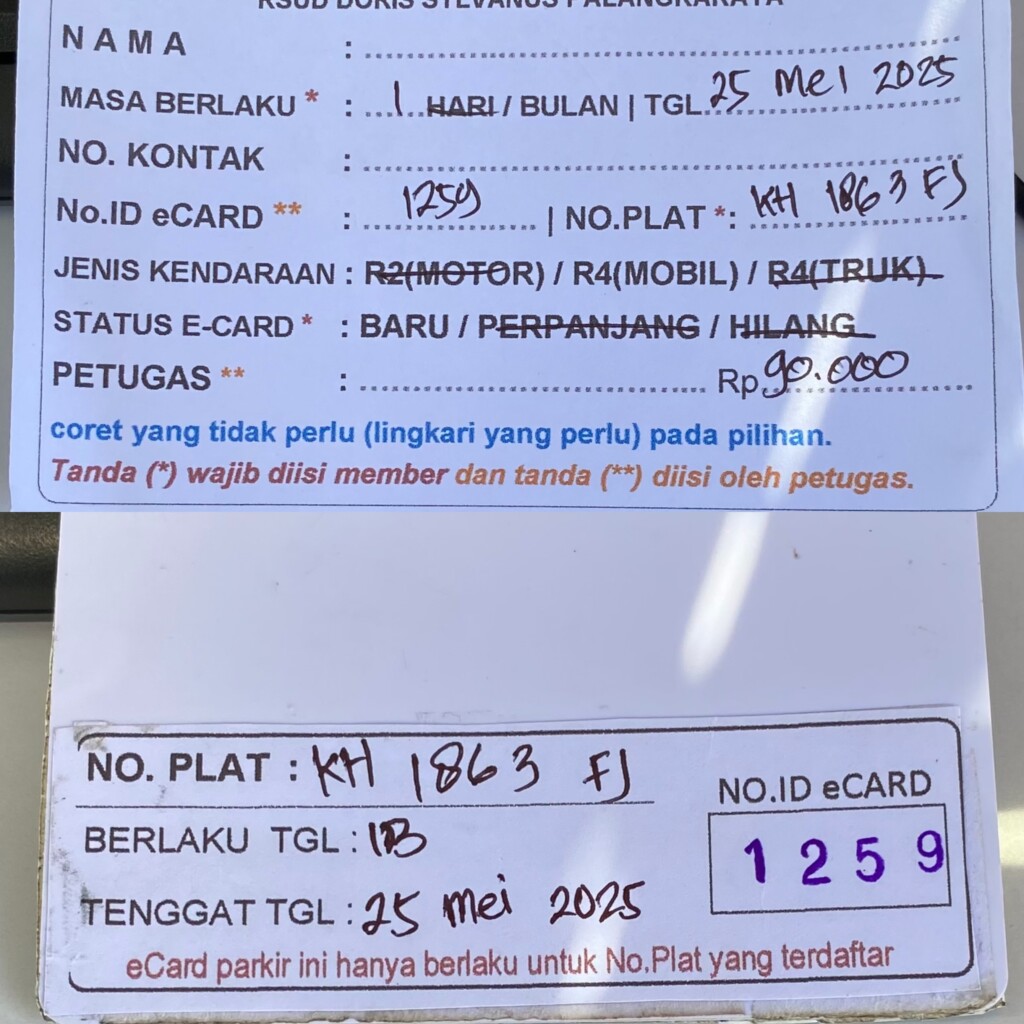 RSUD DORIS SYLVANUS PALANGKARAYA
N A M A :
MASA BERLAKU * : 1 HARI / BULAN | TGL. 25 Mei 2025
NO. KONTAK :
No.ID eCARD ** : 1259 | NO.PLAT *: KH 1863 FJ
JENIS KENDARAAN : R2(MOTOR) / R4(MOBIL) / R4(TRUK)
STATUS E-CARD * : BARU / PERPANJANG / HILANG
PETUGAS ** : Rp 90.000
coret yang tidak perlu (lingkari yang perlu) pada pilihan.
Tanda (*) wajib diisi member dan tanda (**) diisi oleh petugas.
NO. PLAT : KH 1863 FJ
NO.ID eCARD
1259
BERLAKU TGL : 1B
TENGGAT TGL : 25 Mei 2025
eCard parkir ini hanya berlaku untuk No.Plat yang terdaftar